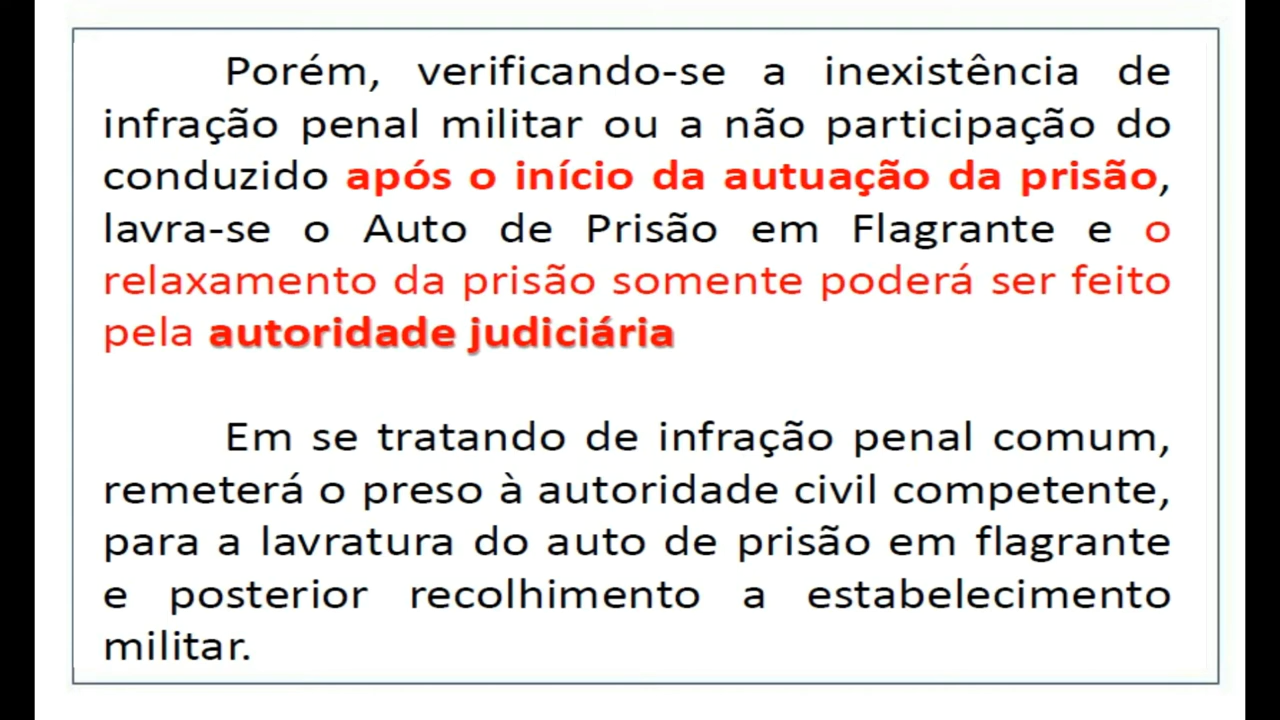 Porém, verificando-se a inexistência de
infração penal militar ou a não participação do
conduzido após o início da autuação da prisão,
lavra-se o Auto de Prisão em Flagrante e o
relaxamento da prisão somente poderá ser feito
pela autoridade judiciária
Em se tratando de infração penal comum,
remeterá o preso à autoridade civil competente,
para a lavratura do auto de prisão em flagrante
e posterior recolhimento a estabelecimento
militar.